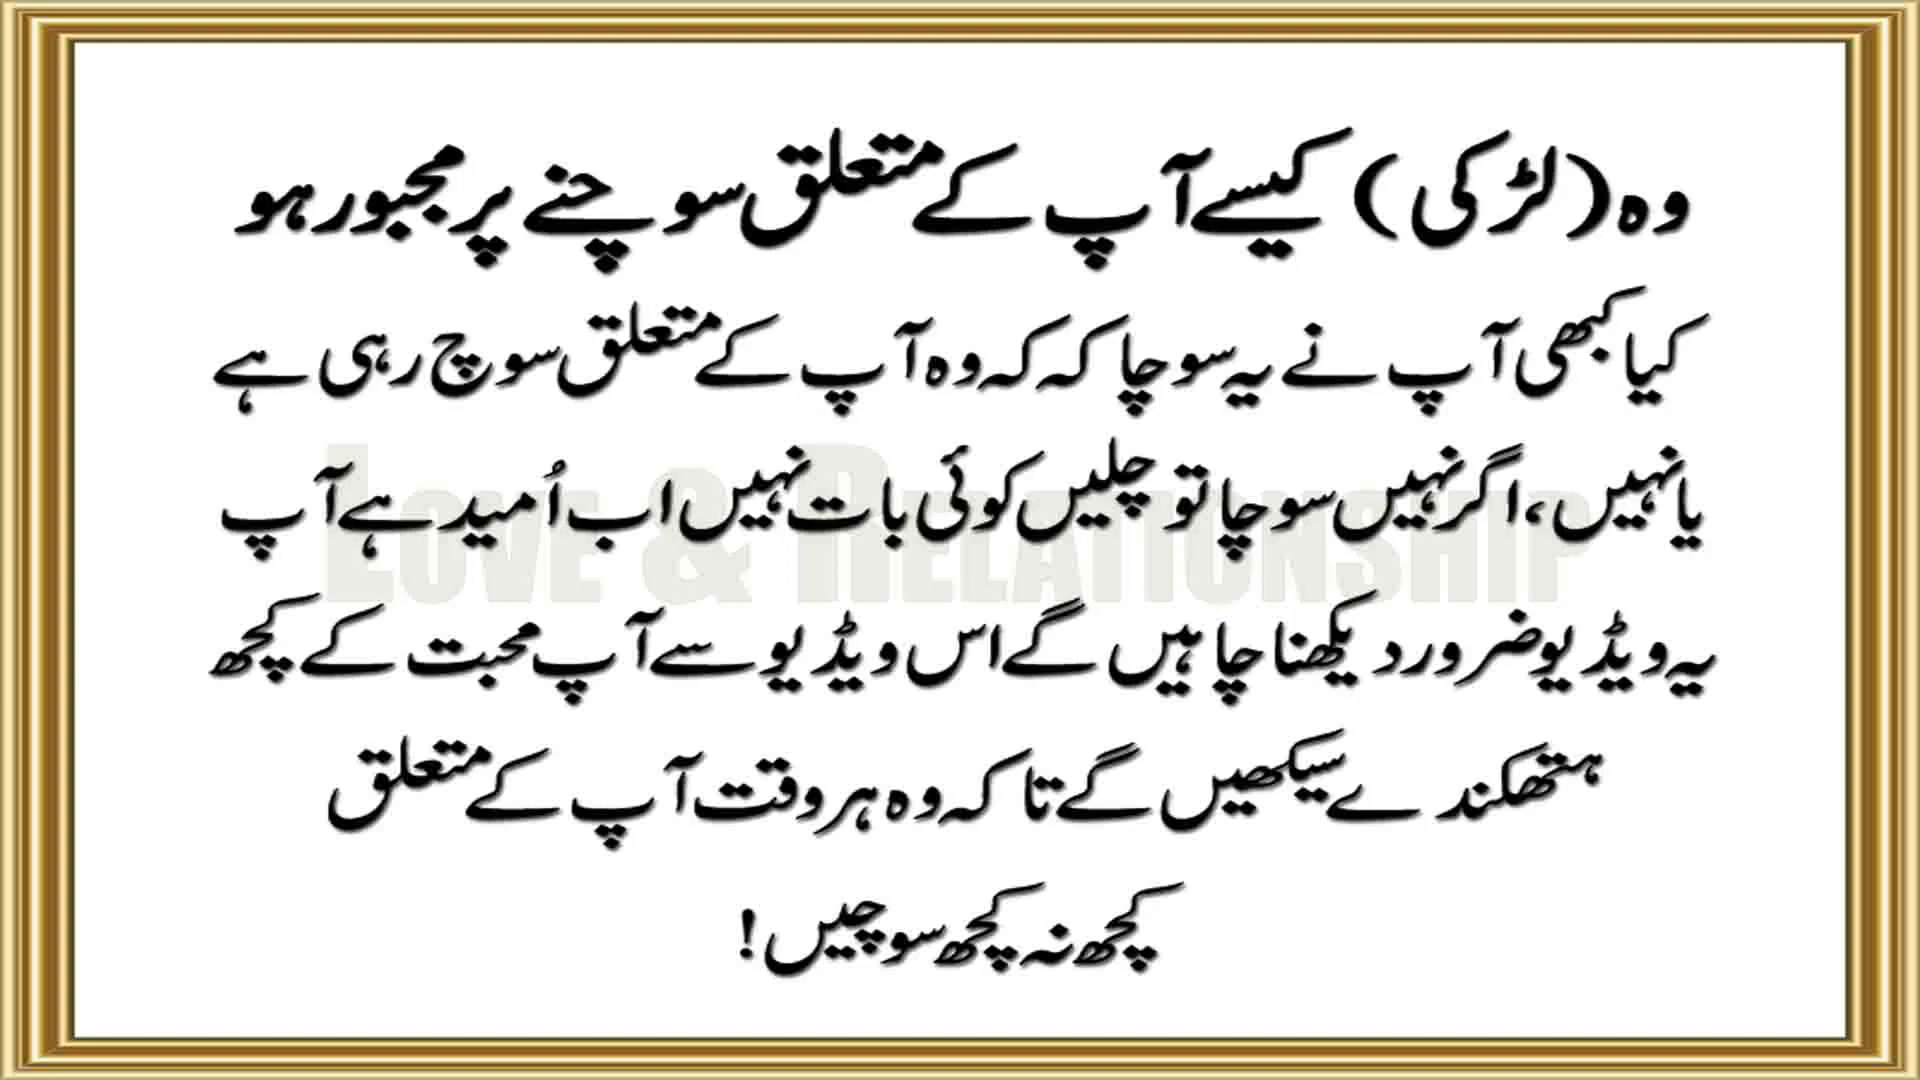 وہ (لڑکی) کیسے آپ کے متعلق سوچنے پر مجبور ہو
کیا کبھی آپ نے یہ سوچا کہ کہ وہ آپ کے متعلق سوچ رہی ہے
یا نہیں، اگر نہیں سوچا تو چلیں کوئی بات نہیں اب اُمید ہے آپ
LOVE & RELATIONSHIP
یہ ویڈیو ضرور دیکھنا چاہیں گے اس ویڈیو سے آپ محبت کے کچھ
ہتھکنڈے سیکھیں گے تاکہ وہ ہر وقت آپ کے متعلق
کچھ نہ کچھ سوچیں!